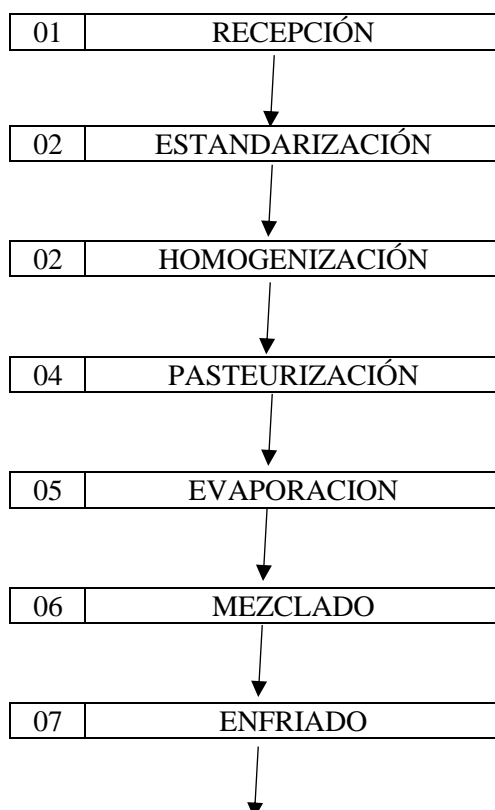 01 RECEPCIÓN
02 ESTANDARIZACIÓN
02 HOMOGENIZACIÓN
04 PASTEURIZACIÓN
05 EVAPORACION
06 MEZCLADO
07 ENFRIADO